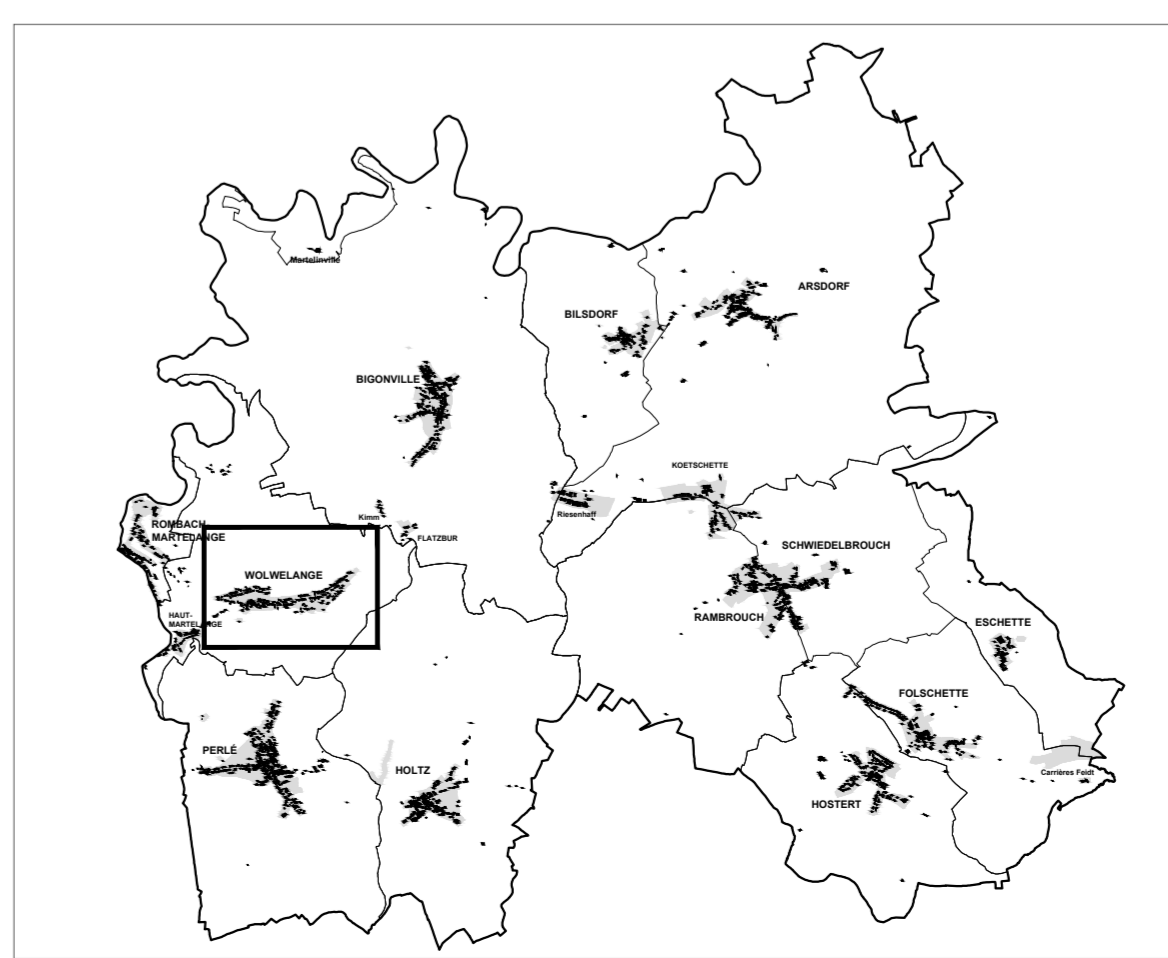 Martelinville
ARSDORF
BILSDORF
BIGONVILLE
KOETSCHETTE
Riesenhaff
Kimm
ROMBACH
MARTELANGE
FLATZBUR
SCHWIEDELBROUCH
WOLWELANGE
HAUT-
MARTELANGE
RAMBROUCH
ESCHETTE
FOLSCHETTE
PERLÉ
HOLTZ
Carrières Feidt
HOSTERT